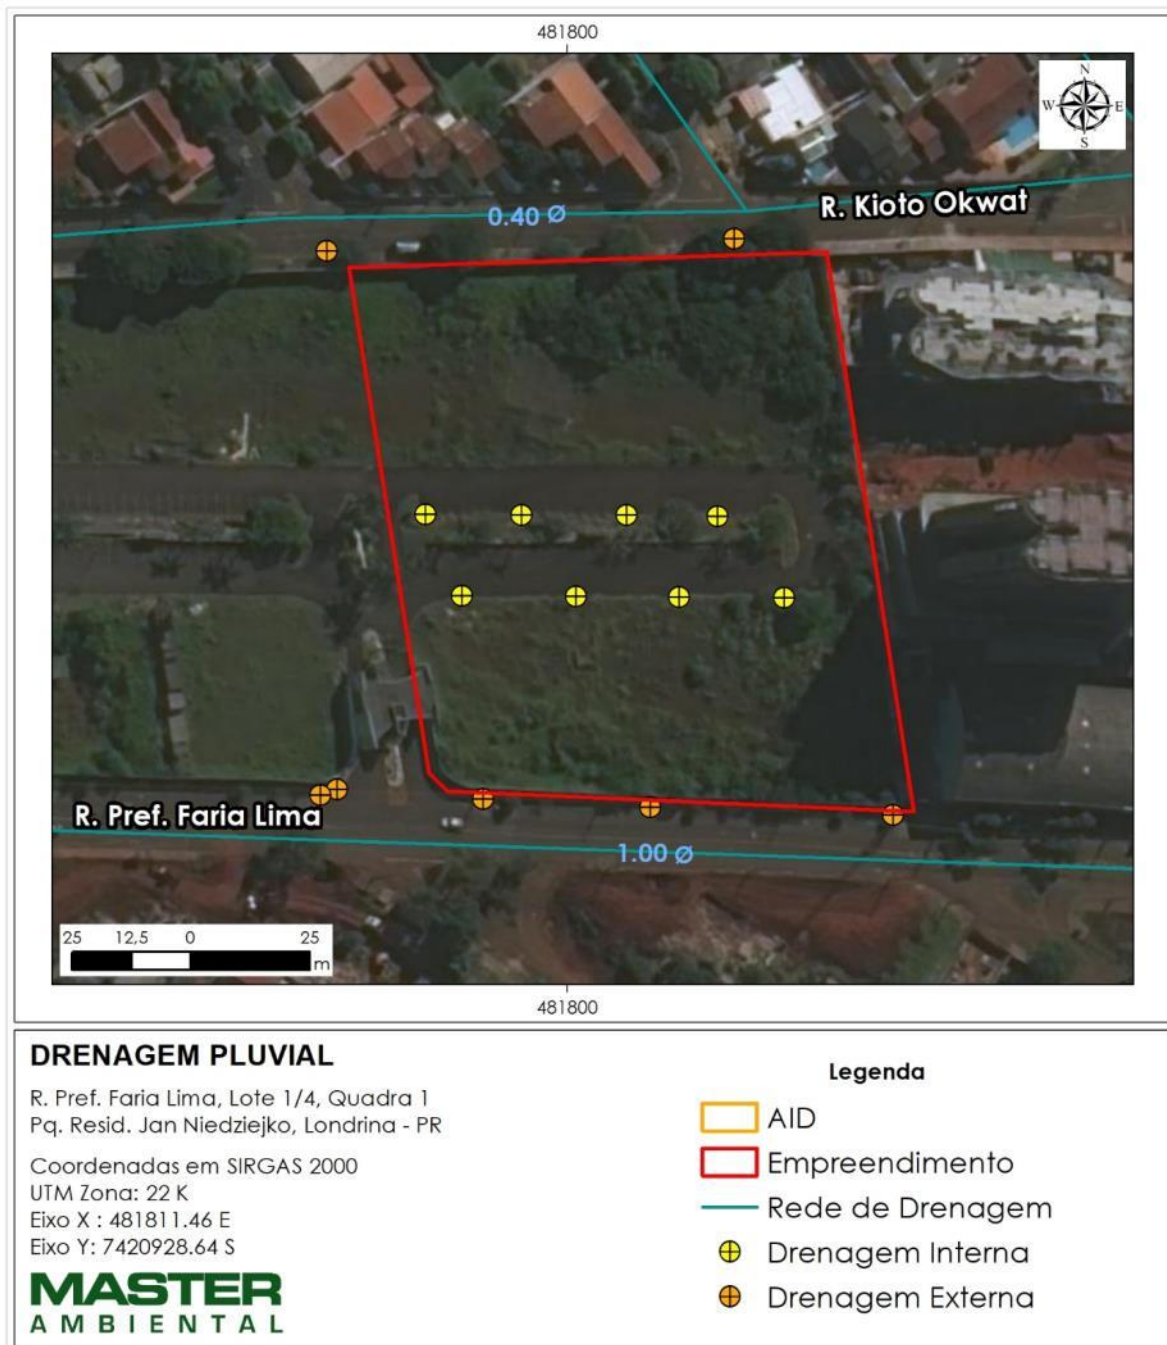 481800
N
W E
S
R. Kioto Okwat
0.40 Ø
R. Pref. Faria Lima
1.00 Ø
25 12,5 0 25
m
481800
DRENAGEM PLUVIAL
R. Pref. Faria Lima, Lote 1/4, Quadra 1
Pq. Resid. Jan Niedziejko, Londrina - PR
Coordenadas em SIRGAS 2000
UTM Zona: 22 K
Eixo X : 481811.46 E
Eixo Y: 7420928.64 S
MASTER
AMBIENTAL
Legenda
AID
Empreendimento
Rede de Drenagem
Drenagem Interna
Drenagem Externa